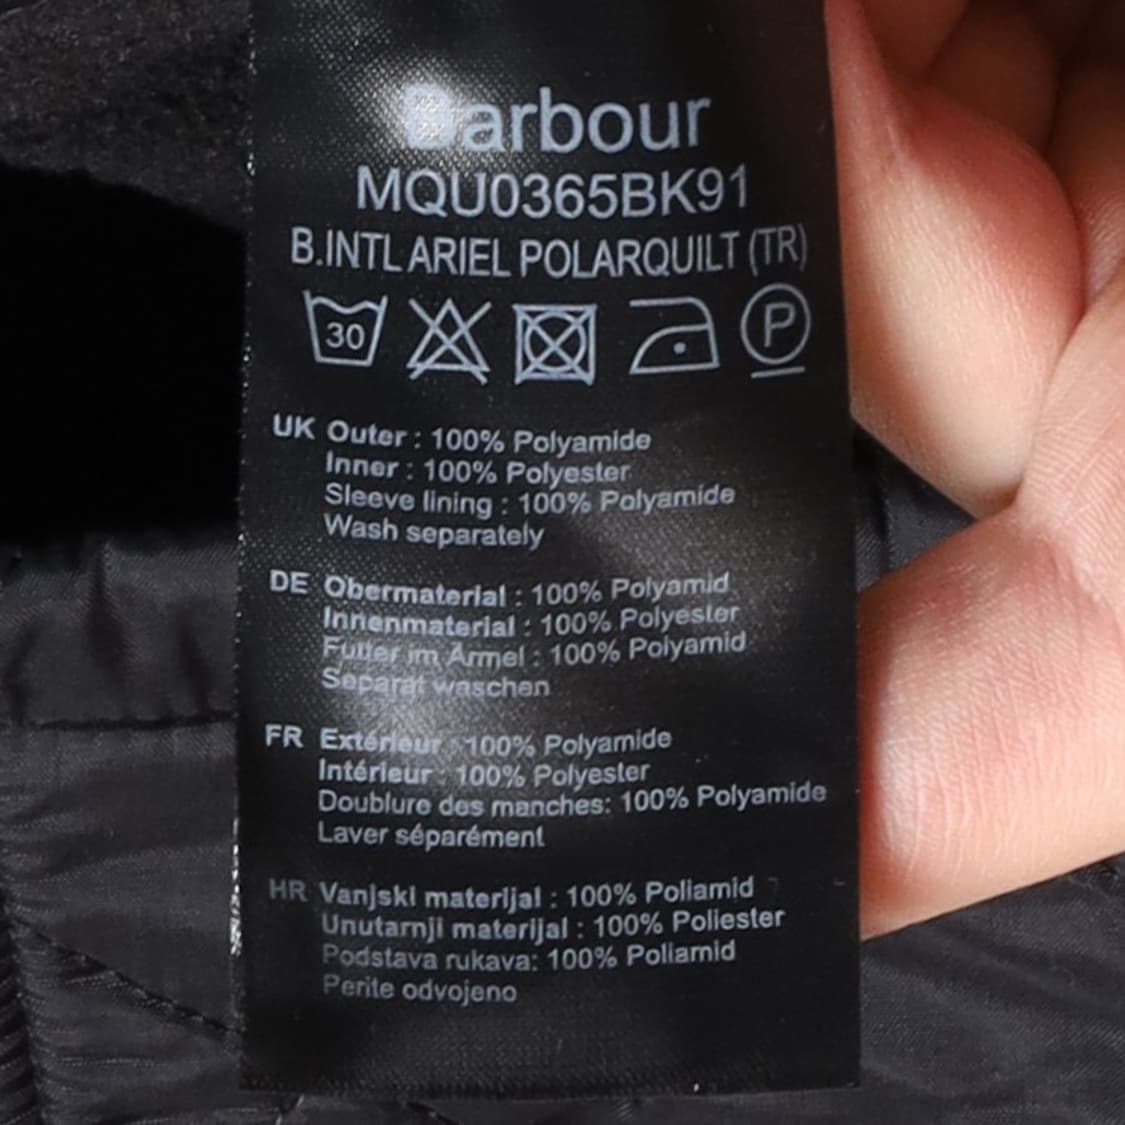 Barbour
MQU0365BK91
B.INTL ARIEL POLARQUILT (TR)
30 P
UK Outer : 100% Polyamide
Inner : 100% Polyester
Sleeve lining : 100% Polyamide
Wash separately
DE Obermaterial : 100% Polyamid
Innenmaterial : 100% Polyester
Futter im Armel : 100% Polyamid
Separat waschen
FR Extérieur : 100% Polyamide
Intérieur : 100% Polyester
Doublure des manches: 100% Polyamide
Laver séparément
HR Vanjski materijal : 100% Poliamid
Unutarnji materijal : 100% Poliester
Podstava rukava: 100% Poliamid
Perite odvojeno